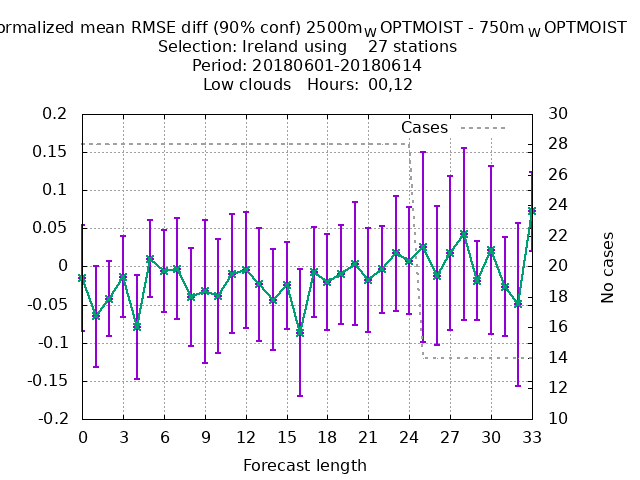 ormalized mean RMSE diff (90% conf) 2500mW OPTMOIST - 750mW OPTMOIST
Selection: Ireland using    27 stations
Period: 20180601-20180614
Low clouds   Hours: 00,12
Cases
0.2
0.15
0.1
0.05
0
-0.05
-0.1
-0.15
-0.2
30
28
26
24
22
20
18
16
14
12
10
No cases
0 3 6 9 12 15 18 21 24 27 30 33
Forecast length